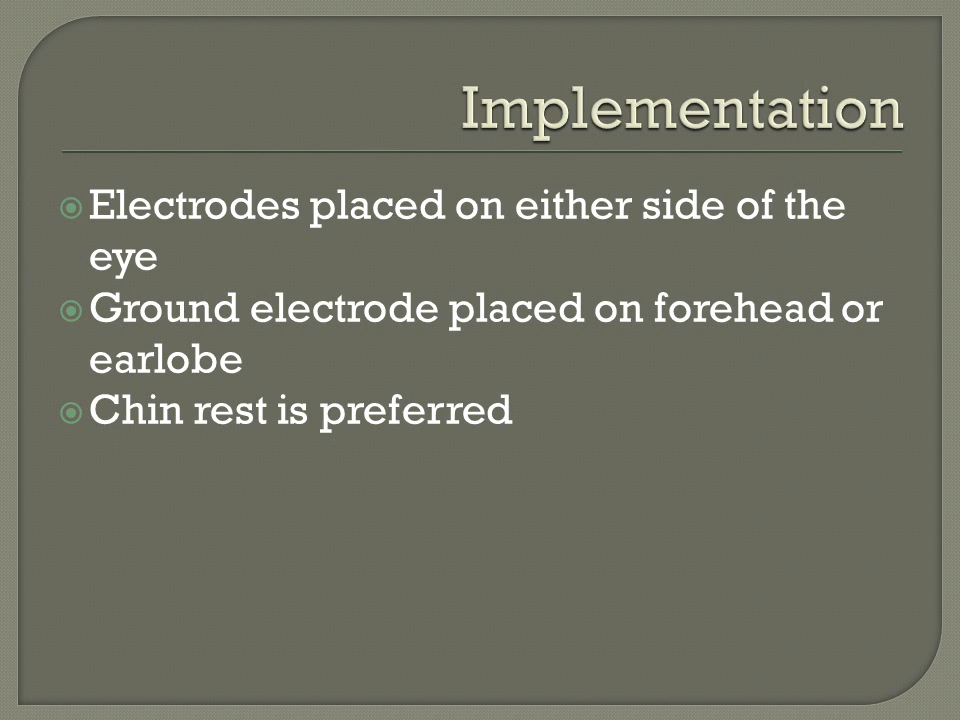 Implementation
Electrodes placed on either side of the
eye
Ground electrode placed on forehead or
earlobe
Chin rest is preferred